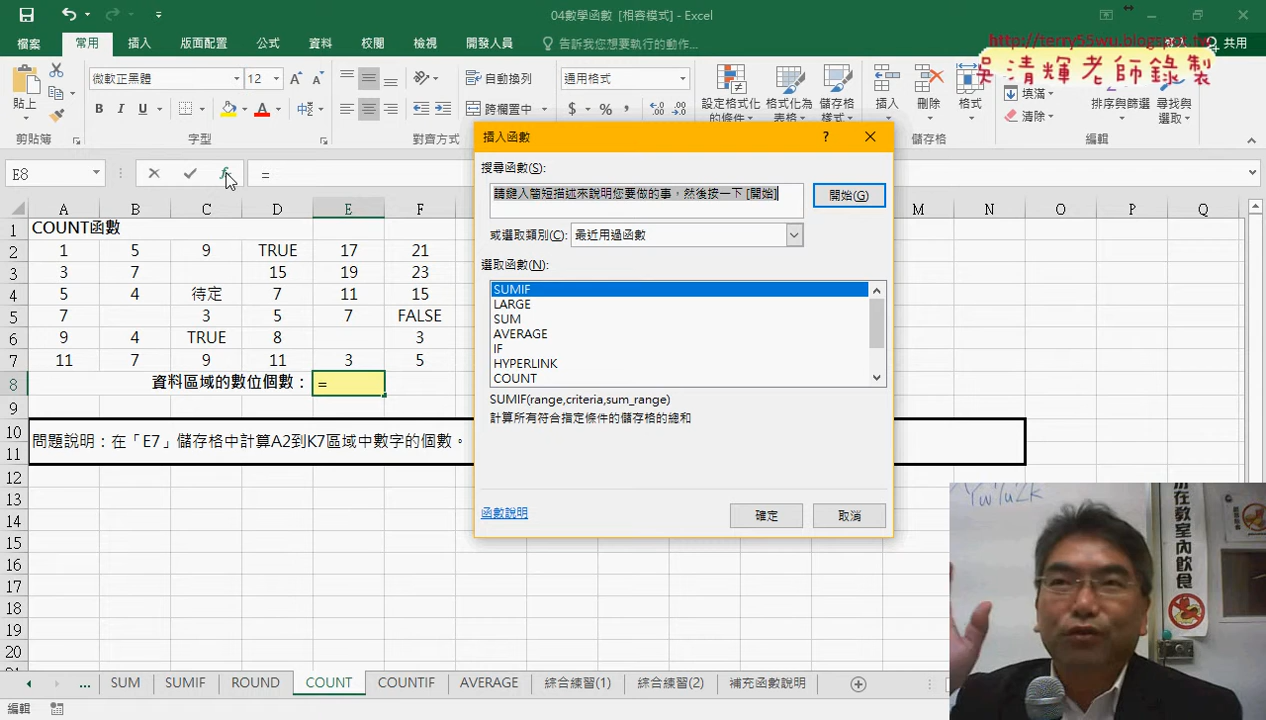 04數學函數 [相容模式] - Excel
http://terry55wu.blogspot.tw
吳清輝老師錄製
檔案 常用 插入 版面配置 公式 資料 校閱 檢視 開發人員 告訴我您想要執行的動作... 共用
微軟正黑體 12 自動換列 通用格式
貼上 B I U 跨欄置中 $ % 設定格式化 格式化為 儲存格 插入 刪除 格式 填滿 清除 排序與篩選 尋找與
條件 表格 樣式 選取
剪貼簿 字型 對齊方式 儲存格 編輯
E8 =
插入函數
搜尋函數(S):
請鍵入簡短描述來說明您要做的事，然後按一下 [開始]
開始(G)
或選取類別(C): 最近用過函數
選取函數(N):
SUMIF
LARGE
SUM
AVERAGE
IF
HYPERLINK
COUNT
SUMIF(range,criteria,sum_range)
計算所有符合指定條件的儲存格的總和
函數說明 確定 取消
A B C D E F M N O P Q
1 COUNT函數
2 1 5 9 TRUE 17 21
3 3 7 15 19 23
4 5 4 待定 7 11 15
5 7 3 5 7 FALSE
6 9 4 TRUE 8 3
7 11 7 9 11 3 5
8 資料區域的數位個數： =
9
10
問題說明：在「E7」儲存格中計算A2到K7區域中數字的個數。
11
12
13
14
15
16
17
18
19
20
所在教室內飲食
... SUM SUMIF ROUND COUNT COUNTIF AVERAGE 綜合練習(1) 綜合練習(2) 補充函數說明
編輯